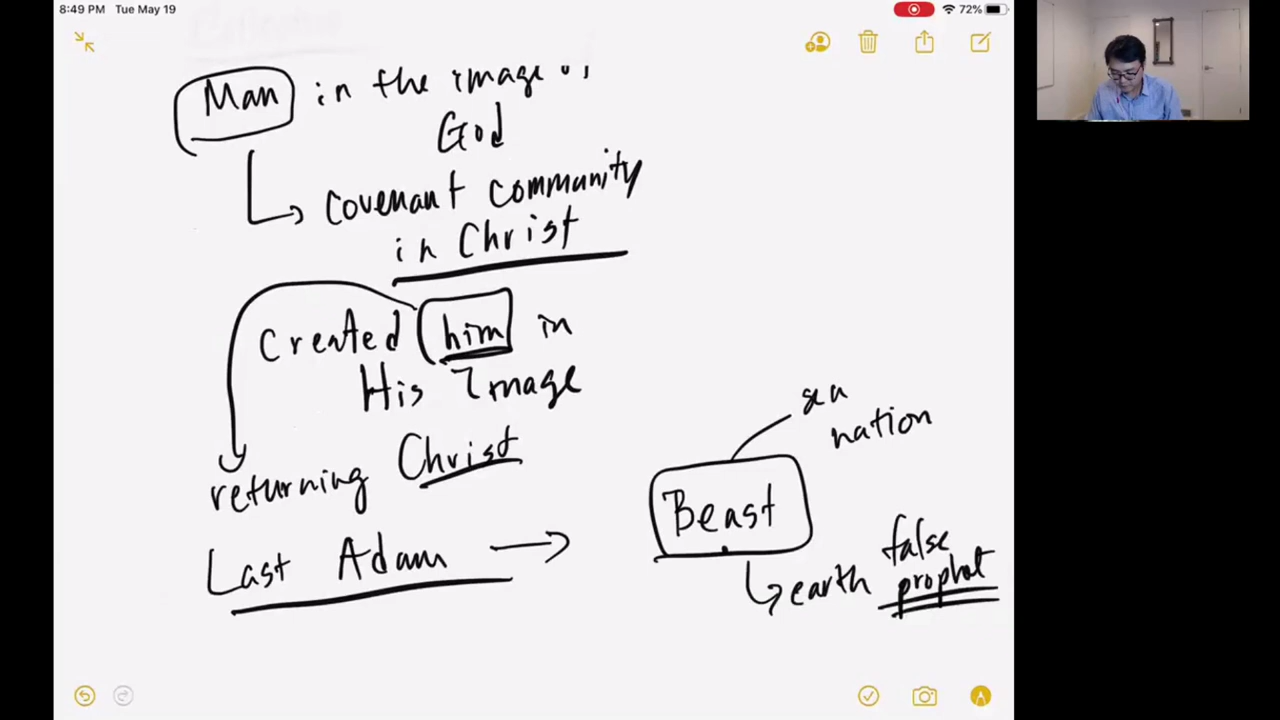 8:49 PM Tue May 19
72%
Man in the image of
God
covenant community
in Christ
Created him in
His Image
returning Christ
Last Adam
sea
nation
Beast
earth false
prophet